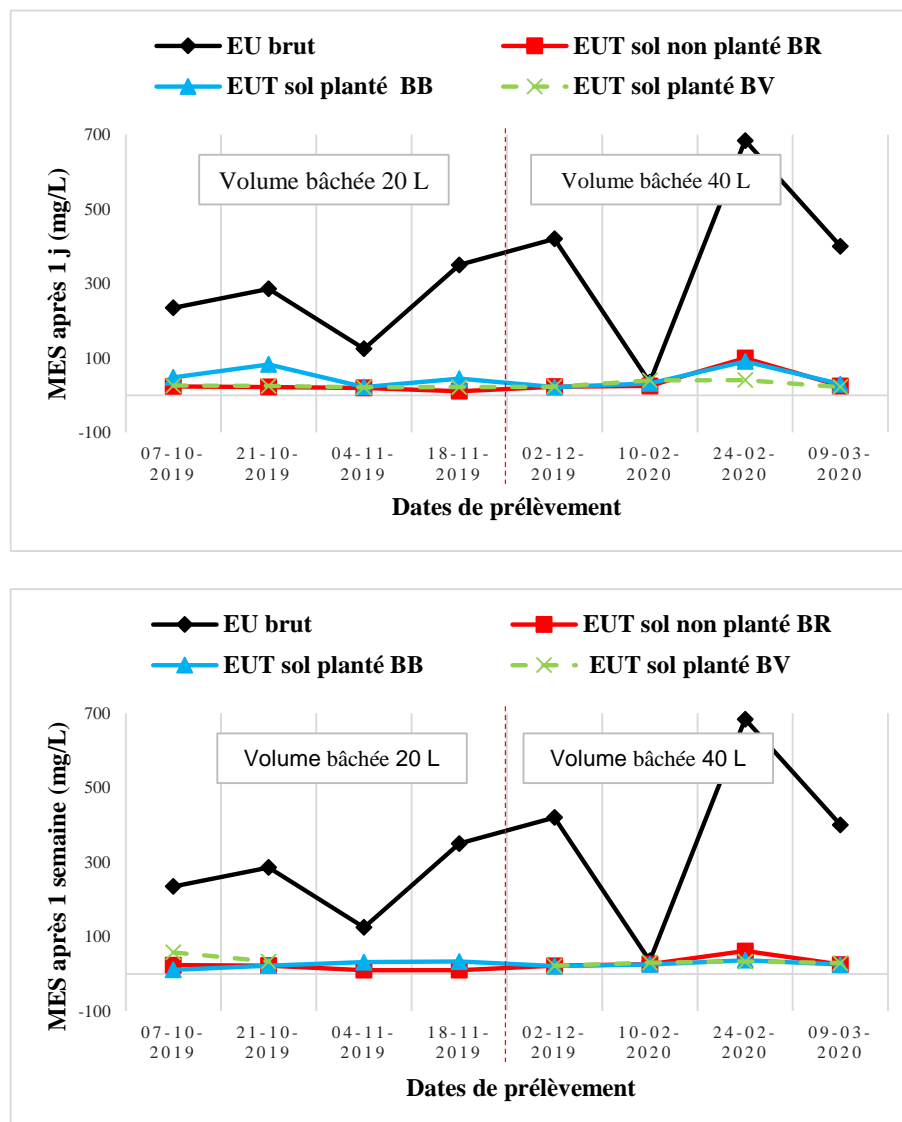 EU brut
EUT sol non planté BR
EUT sol planté BB
EUT sol planté BV
MES après 1 j (mg/L)
700
500
300
100
-100
Volume bâchée 20 L
Volume bâchée 40 L
07-10-2019
21-10-2019
04-11-2019
18-11-2019
02-12-2019
10-02-2020
24-02-2020
09-03-2020
Dates de prélèvement
EU brut
EUT sol non planté BR
EUT sol planté BB
EUT sol planté BV
MES après 1 semaine (mg/L)
700
500
300
100
-100
Volume bâchée 20 L
Volume bâchée 40 L
07-10-2019
21-10-2019
04-11-2019
18-11-2019
02-12-2019
10-02-2020
24-02-2020
09-03-2020
Dates de prélèvement